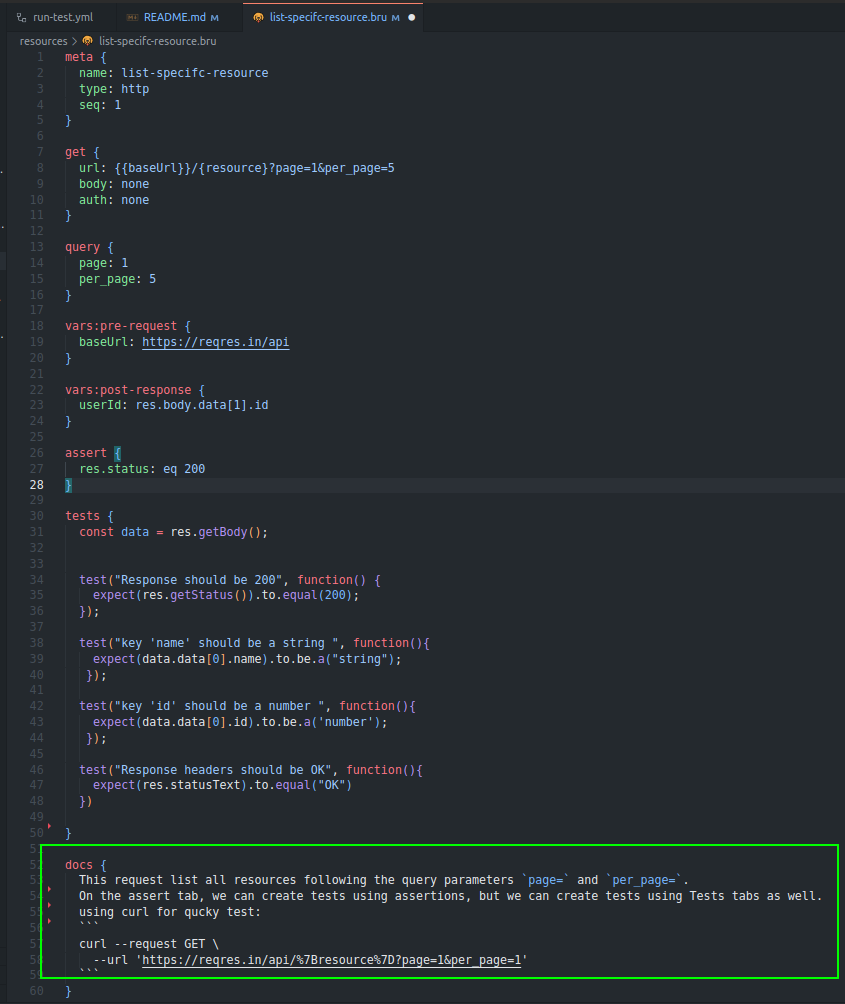 run-test.yml README.md M list-specifc-resource.bru M
resources > list-specifc-resource.bru
1 meta {
2 name: list-specifc-resource
3 type: http
4 seq: 1
5 }
6
7 get {
8 url: {{baseUrl}}/{resource}?page=1&per_page=5
9 body: none
10 auth: none
11 }
12
13 query {
14 page: 1
15 per_page: 5
16 }
17
18 vars:pre-request {
19 baseUrl: https://reqres.in/api
20 }
21
22 vars:post-response {
23 userId: res.body.data[1].id
24 }
25
26 assert {
27 res.status: eq 200
28 }
29
30 tests {
31 const data = res.getBody();
32
33
34 test("Response should be 200", function() {
35 expect(res.getStatus()).to.equal(200);
36 });
37
38 test("key 'name' should be a string ", function(){
39 expect(data.data[0].name).to.be.a("string");
40 });
41
42 test("key 'id' should be a number ", function(){
43 expect(data.data[0].id).to.be.a('number');
44 });
45
46 test("Response headers should be OK", function(){
47 expect(res.statusText).to.equal("OK")
48 })
49
50 }
51
52 docs {
53 This request list all resources following the query parameters `page=` and `per_page=`.
54 On the assert tab, we can create tests using assertions, but we can create tests using Tests tabs as well.
55 using curl for qucky test:
56 ```
57 curl --request GET \
58 --url 'https://reqres.in/api/%7Bresource%7D?page=1&per_page=1'
59 ```
60 }